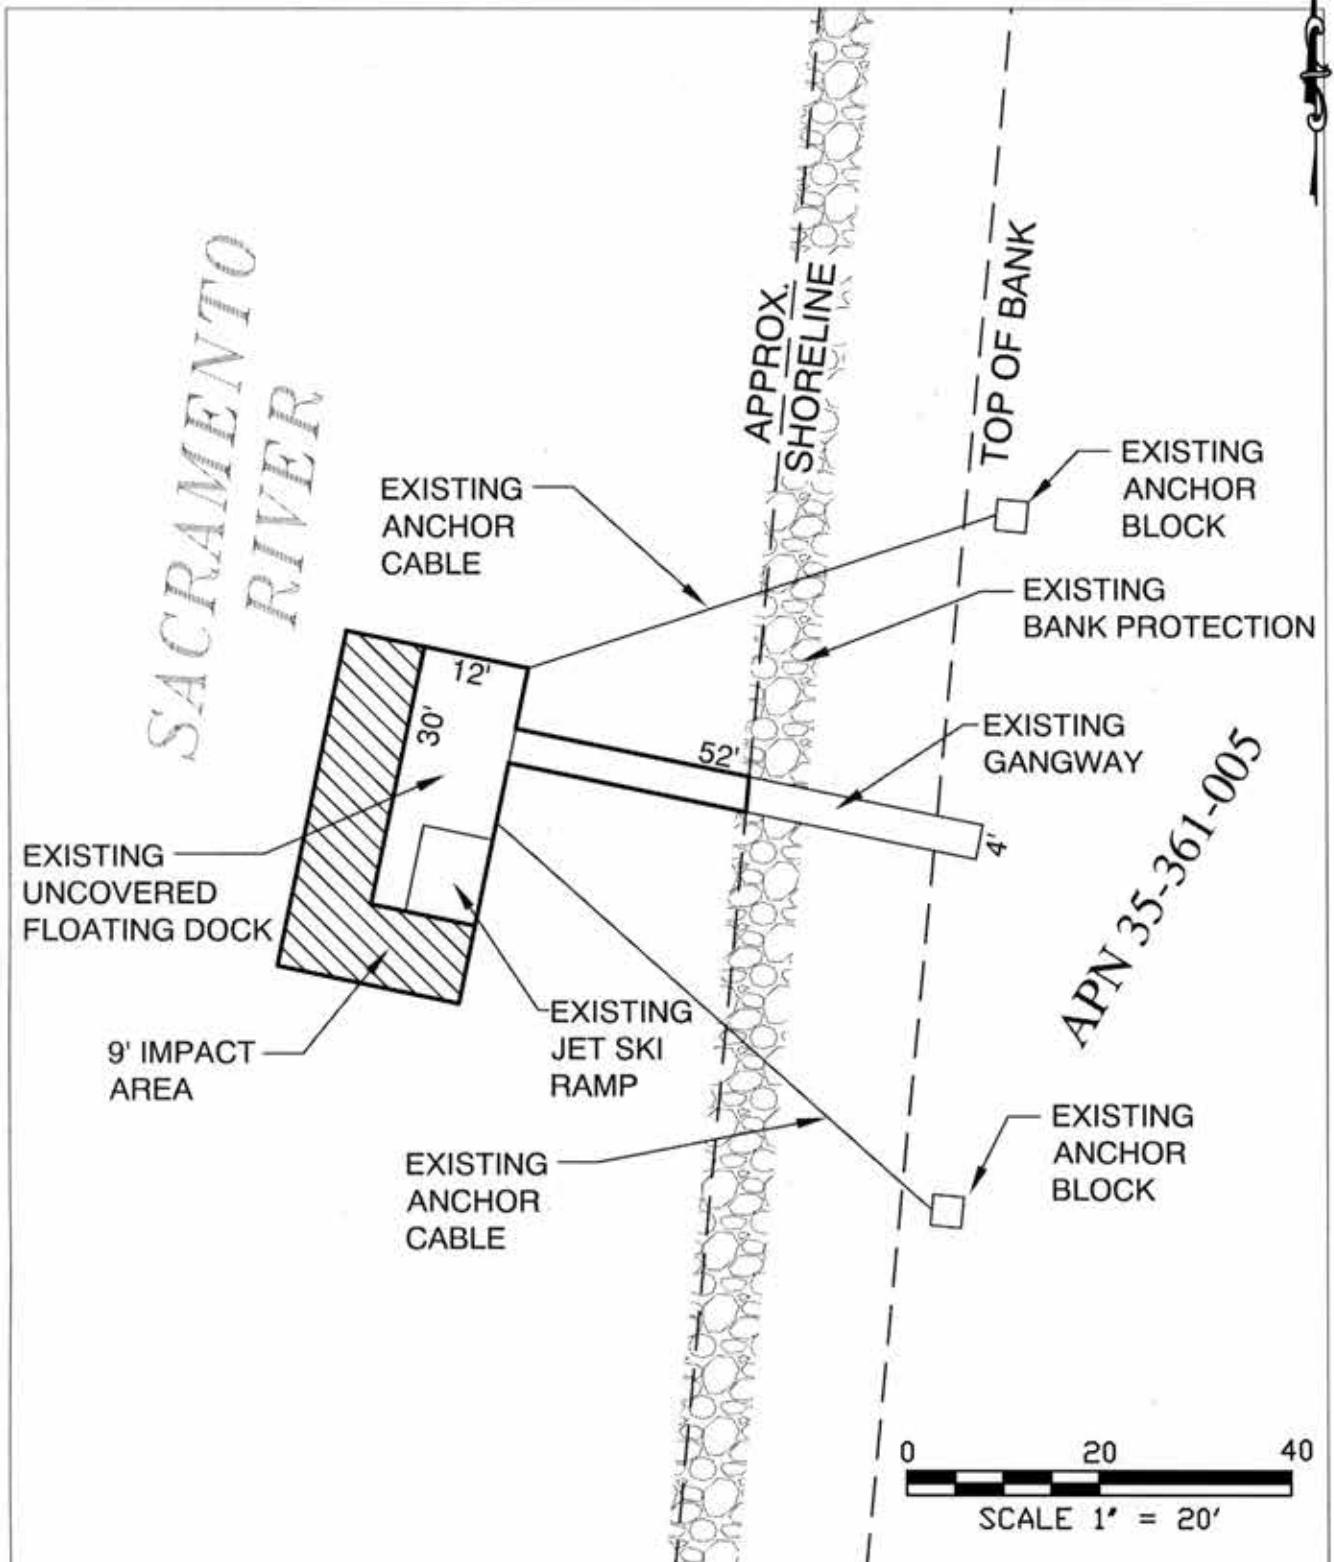 SACRAMENTO
RIVER
APPROX.
SHORELINE
TOP OF BANK
EXISTING
ANCHOR
CABLE
EXISTING
ANCHOR
BLOCK
EXISTING
BANK PROTECTION
12'
30'
52'
EXISTING
GANGWAY
4'
APN 35-361-005
EXISTING
UNCOVERED
FLOATING DOCK
9' IMPACT
AREA
EXISTING
JET SKI
RAMP
EXISTING
ANCHOR
CABLE
EXISTING
ANCHOR
BLOCK
0 20 40
SCALE 1" = 20'